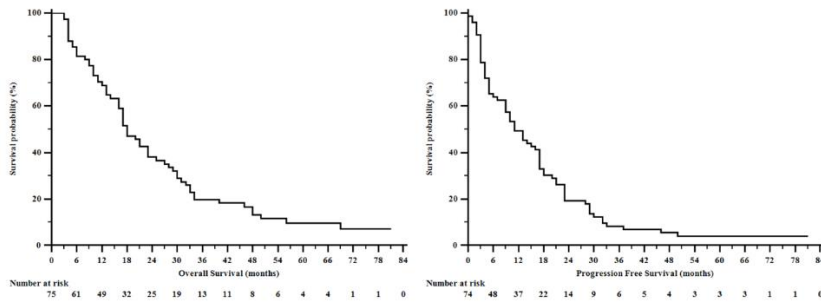 100
80
60
40
20
0
Survival probability (%)
0 6 12 18 24 30 36 42 48 54 60 66 72 78 84
Overall Survival (months)
Number at risk
75 61 49 32 25 19 13 11 8 6 4 4 1 1 0
100
80
60
40
20
0
Survival probability (%)
0 6 12 18 24 30 36 42 48 54 60 66 72 78 84
Progression Free Survival (months)
Number at risk
74 48 37 22 14 9 6 5 4 3 3 3 1 1 0